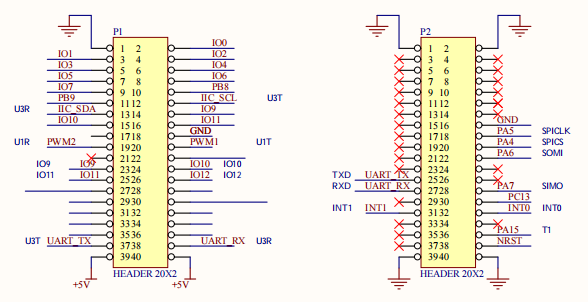 P1
1 2 IO0
IO1 3 4 IO2
IO3 5 6 IO4
IO5 7 8 IO6
IO7 9 10 PB8
PB9 1112 IIC_SCL U3T
U3R IIC_SDA 1314 IO9
IO10 1516 IO11
1718 GND
U1R PWM2 1920 PWM1 U1T
2122
IO9 IO9 2324 IO10 IO10
IO11 IO11 2526 IO12 IO12
2728
2930
3132
3334
3536
U3T UART_TX 3738 UART_RX U3R
3940
HEADER 20X2
+5V +5V
P2
1 2
3 4
5 6
7 8
9 10
1112
1314
1516 GND
1718 PA5 SPICLK
1920 PA4 SPICS
2122 PA6 SOMI
2324
TXD UART_TX 2526
RXD UART_RX 2728 PA7 SIMO
2930 PC13
INT1 INT1 3132 INT0 INT0
3334
3536 PA15 T1
3738 NRST
3940
HEADER 20X2